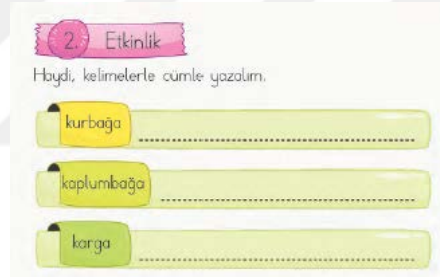 2. Etkinlik
Haydi, kelimelerle cümle yazalım.
kurbağa
kaplumbağa
karga